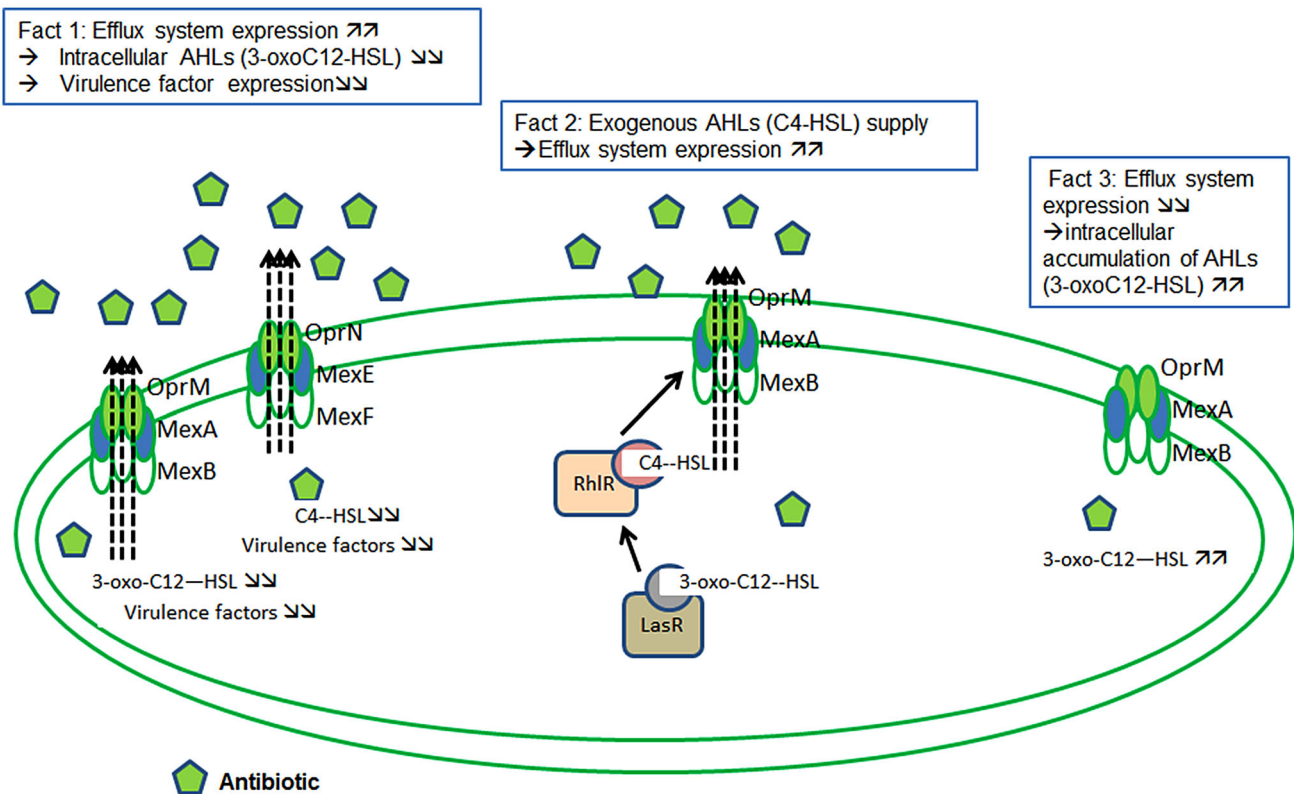 Fact 1: Efflux system expression ↗↗
→ Intracellular AHLs (3-oxoC12-HSL) ↘↘
→ Virulence factor expression↘↘
Fact 2: Exogenous AHLs (C4-HSL) supply
→Efflux system expression ↗↗
Fact 3: Efflux system
expression ↘↘
→intracellular
accumulation of AHLs
(3-oxoC12-HSL) ↗↗
OprM
MexA
MexB
OprN
MexE
MexF
C4--HSL↘↘
Virulence factors ↘↘
3-oxo-C12—HSL ↘↘
Virulence factors ↘↘
OprM
MexA
MexB
C4--HSL
RhlR
3-oxo-C12--HSL
LasR
OprM
MexA
MexB
3-oxo-C12—HSL ↗↗
Antibiotic